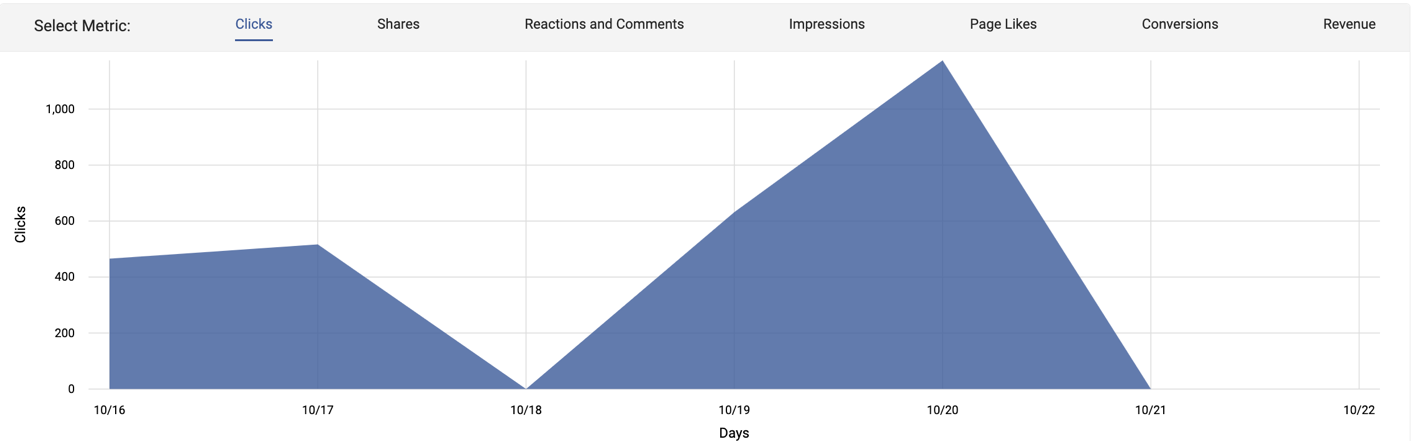 Select Metric: Clicks Shares Reactions and Comments Impressions Page Likes Conversions Revenue
1,000
800
600
400
200
0
Clicks
10/16 10/17 10/18 10/19 10/20 10/21 10/22
Days